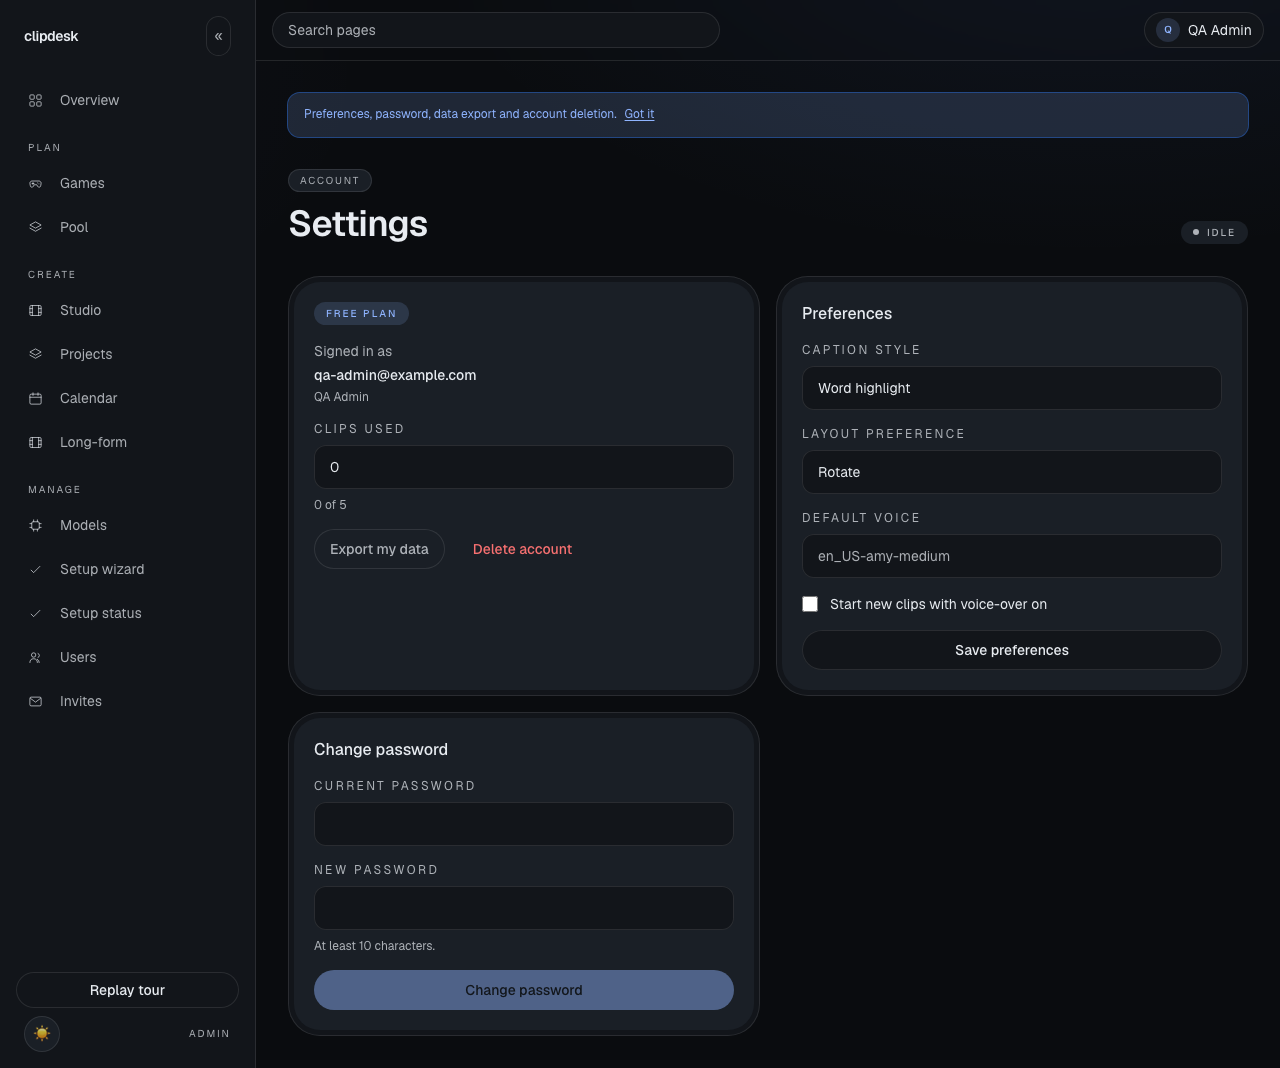 clipdesk
«
Search pages
Q
QA Admin
Overview
PLAN
Games
Pool
CREATE
Studio
Projects
Calendar
Long-form
MANAGE
Models
Setup wizard
Setup status
Users
Invites
Replay tour
ADMIN
Preferences, password, data export and account deletion. Got it
ACCOUNT
Settings
IDLE
FREE PLAN
Signed in as
qa-admin@example.com
QA Admin
CLIPS USED
0
0 of 5
Export my data
Delete account
Preferences
CAPTION STYLE
Word highlight
LAYOUT PREFERENCE
Rotate
DEFAULT VOICE
en_US-amy-medium
Start new clips with voice-over on
Save preferences
Change password
CURRENT PASSWORD
NEW PASSWORD
At least 10 characters.
Change password